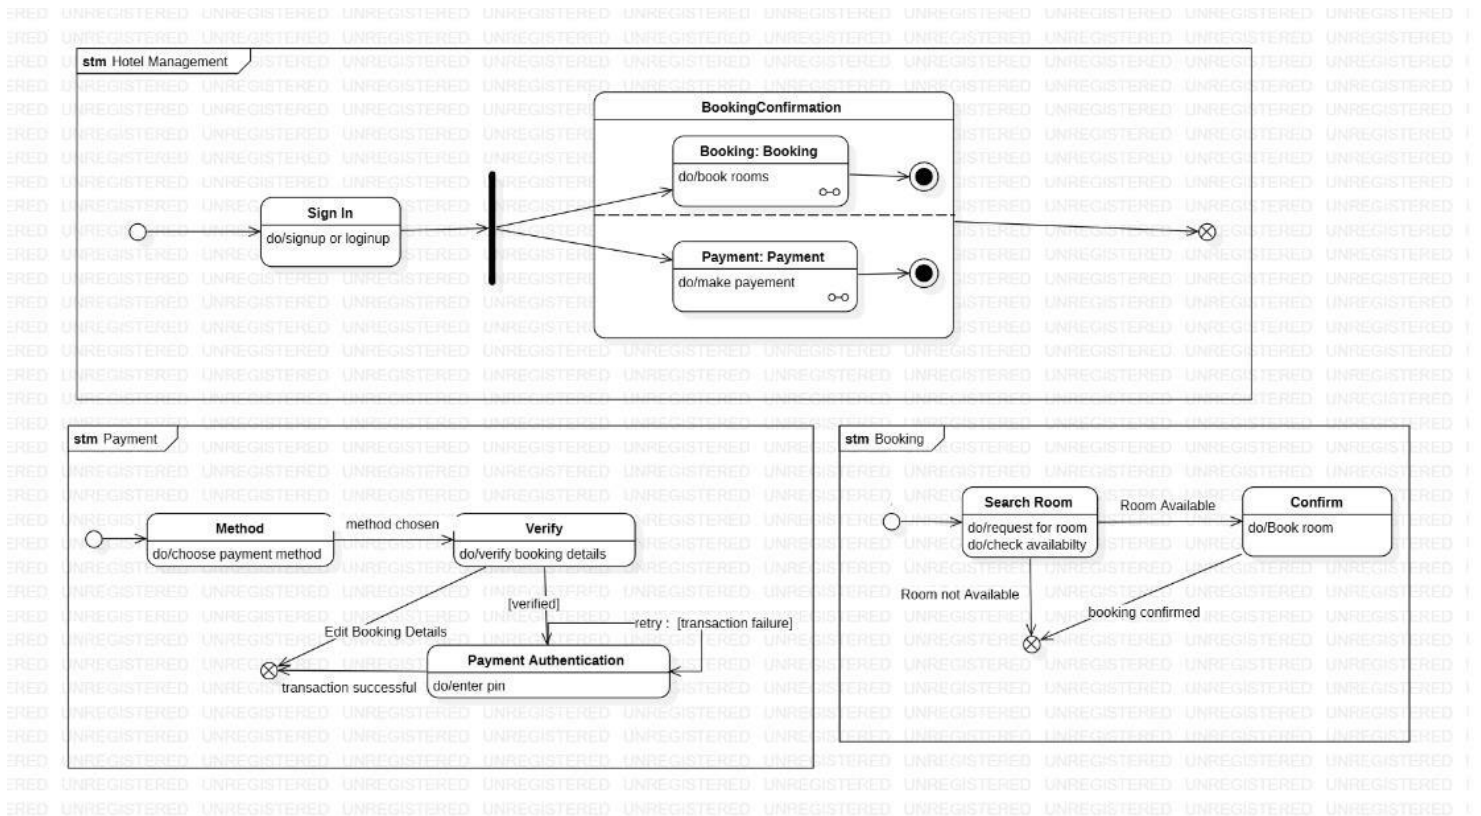 UNREGISTERED
stm Hotel Management
BookingConfirmation
Booking: Booking
do/book rooms
Sign In
do/signup or loginup
Payment: Payment
do/make payement
stm Payment
Method
do/choose payment method
method chosen
Verify
do/verify booking details
[verified]
retry : [transaction failure]
Edit Booking Details
Payment Authentication
do/enter pin
transaction successful
stm Booking
Search Room
do/request for room
do/check availabilty
Room Available
Confirm
do/Book room
Room not Available
booking confirmed